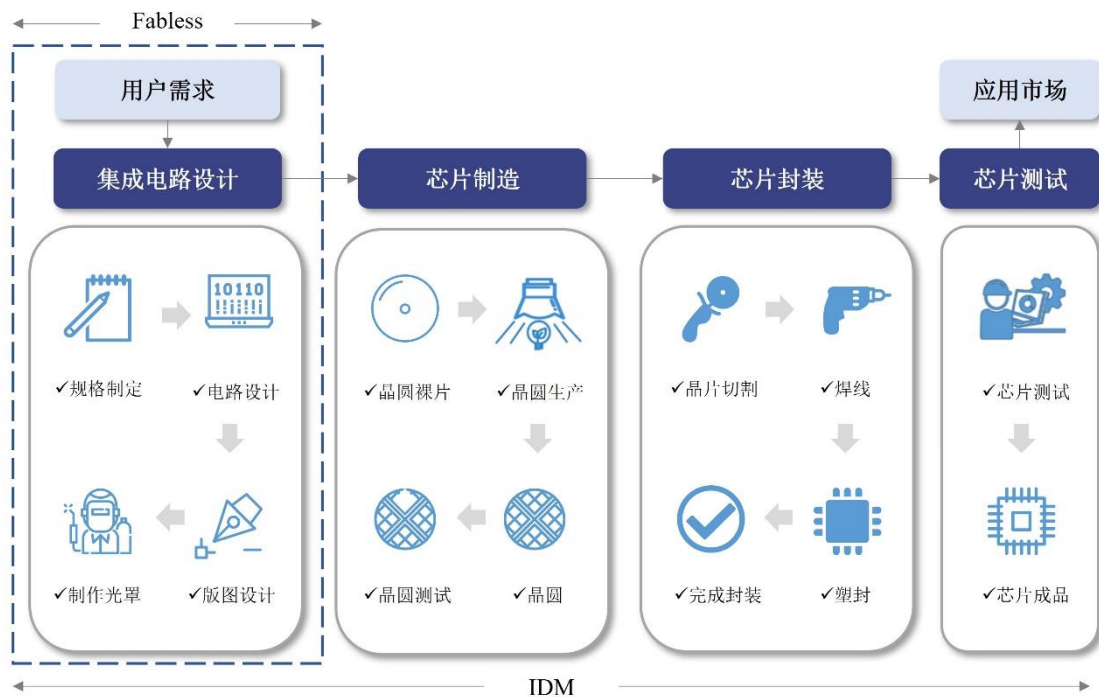 Fabless
用户需求
应用市场
集成电路设计
芯片制造
芯片封装
芯片测试
10110
✓规格制定
✓电路设计
✓制作光罩
✓版图设计
✓晶圆裸片
✓晶圆生产
✓晶圆测试
✓晶圆
✓晶片切割
✓焊线
✓完成封装
✓塑封
✓芯片测试
✓芯片成品
IDM